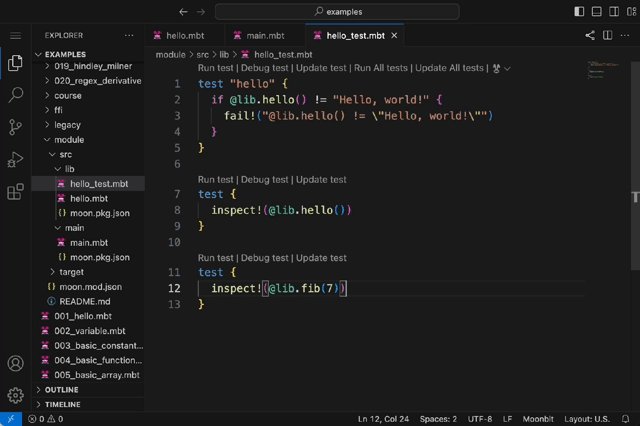 examples
EXPLORER
hello.mbt
main.mbt
hello_test.mbt
EXAMPLES
019_hindley_milner
020_regex_derivative
course
ffi
legacy
module
src
lib
hello_test.mbt
hello.mbt
{} moon.pkg.json
main
main.mbt
{} moon.pkg.json
target
{} moon.mod.json
README.md
001_hello.mbt
002_variable.mbt
003_basic_constant...
004_basic_function...
005_basic_array.mbt
OUTLINE
TIMELINE
module > src > lib > hello_test.mbt
Run test | Debug test | Update test | Run All tests | Update All tests |
1 test "hello" {
2 if @lib.hello() != "Hello, world!" {
3 fail!("@lib.hello() != \"Hello, world!\"")
4 }
5 }
6
Run test | Debug test | Update test
7 test {
8 inspect!(@lib.hello())
9 }
10
Run test | Debug test | Update test
11 test {
12 inspect!(@lib.fib(7))
13 }
0 0
Ln 12, Col 24
Spaces: 2
UTF-8
LF
Moonbit
Layout: U.S.